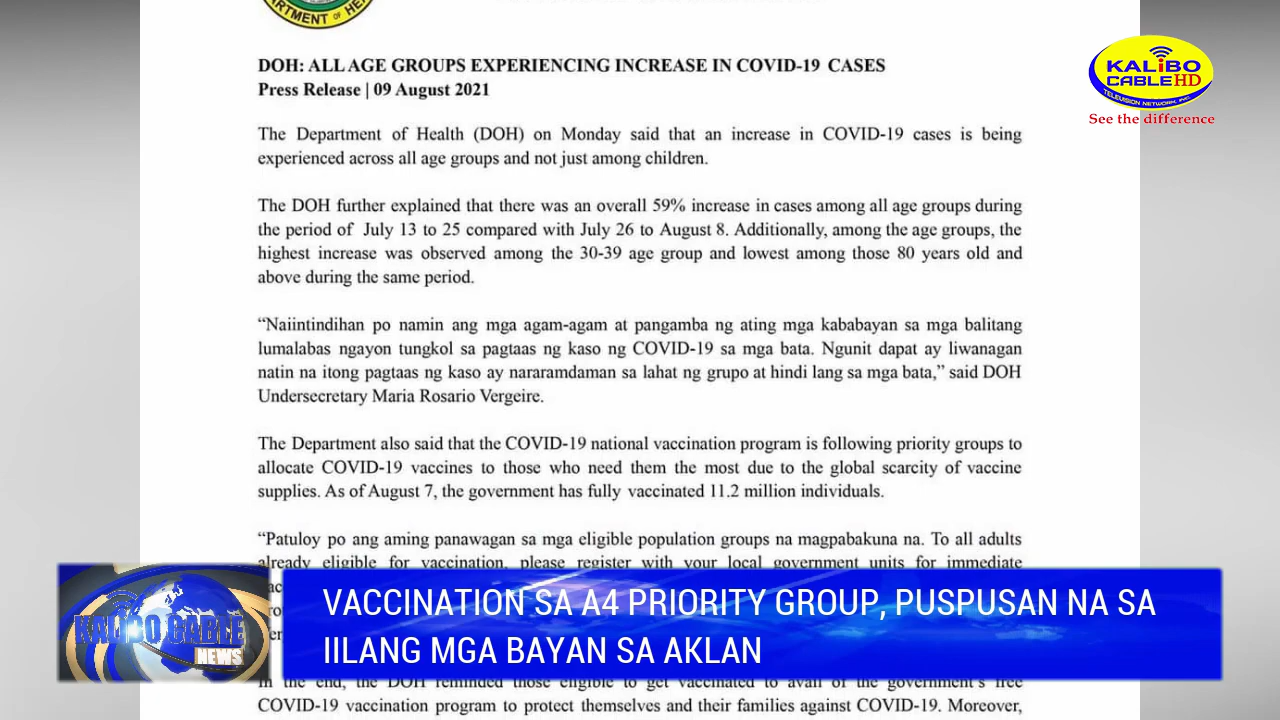 DEPARTMENT OF HEA
DOH: ALL AGE GROUPS EXPERIENCING INCREASE IN COVID-19 CASES
Press Release | 09 August 2021
The Department of Health (DOH) on Monday said that an increase in COVID-19 cases is being
experienced across all age groups and not just among children.
The DOH further explained that there was an overall 59% increase in cases among all age groups during
the period of July 13 to 25 compared with July 26 to August 8. Additionally, among the age groups, the
highest increase was observed among the 30-39 age group and lowest among those 80 years old and
above during the same period.
“Naiintindihan po namin ang mga agam-agam at pangamba ng ating mga kababayan sa mga balitang
lumalabas ngayon tungkol sa pagtaas ng kaso ng COVID-19 sa mga bata. Ngunit dapat ay liwanagan
natin na itong pagtaas ng kaso ay nararamdaman sa lahat ng grupo at hindi lang sa mga bata,” said DOH
Undersecretary Maria Rosario Vergeire.
The Department also said that the COVID-19 national vaccination program is following priority groups to
allocate COVID-19 vaccines to those who need them the most due to the global scarcity of vaccine
supplies. As of August 7, the government has fully vaccinated 11.2 million individuals.
“Patuloy po ang aming panawagan sa mga eligible population groups na magpabakuna na. To all adults
already eligible for vaccination, please register with your local government units for immediate
In the end, the DOH reminded those eligible to get vaccinated to avail of the government's free
COVID-19 vaccination program to protect themselves and their families against COVID-19. Moreover,
KALiBO
CABLE HD
TELEVISION NETWORK, INC.
See the difference
KALIBO CABLE
NEWS
VACCINATION SA A4 PRIORITY GROUP, PUSPUSAN NA SA
IILANG MGA BAYAN SA AKLAN